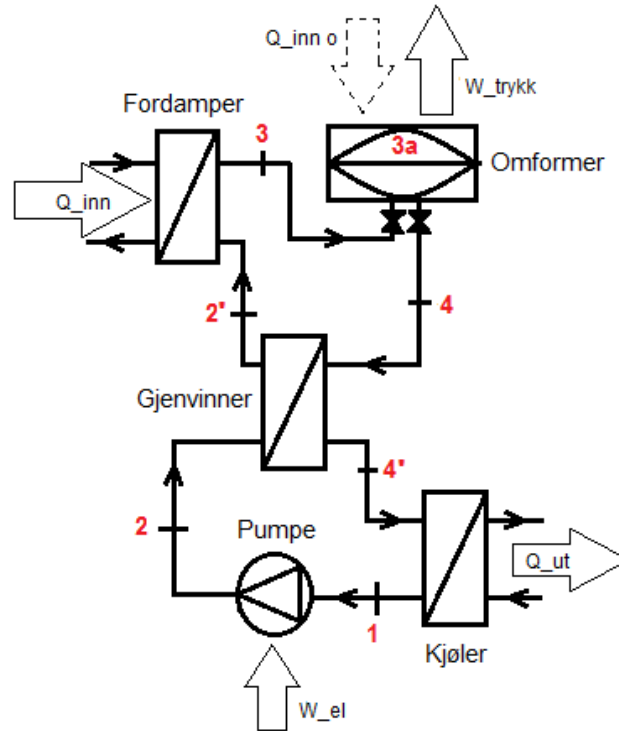 Q_inn o
W_trykk
Fordamper
3
3a
Omformer
Q_inn
2'
4
Gjenvinner
4'
2
Pumpe
Q_ut
1
Kjøler
W_el